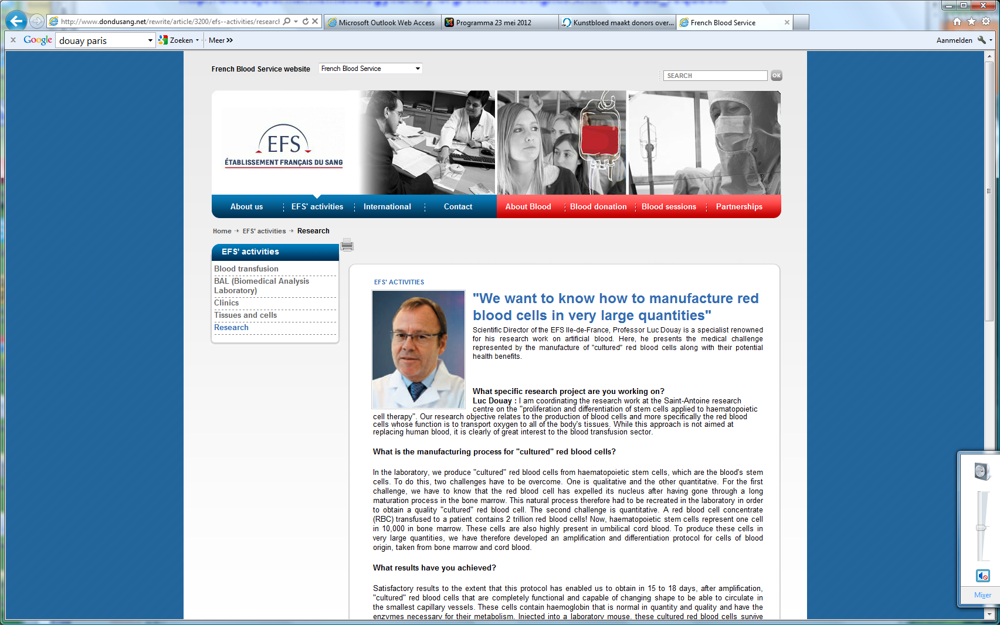 http://www.dondusang.net/rewrite/article/3200/efs--activities/research
Microsoft Outlook Web Access
Programma 23 mei 2012
Kunstbloed maakt donors over...
French Blood Service
Google
douay paris
Zoeken
Meer
Aanmelden
French Blood Service website
French Blood Service
SEARCH
OK
EFS
ÉTABLISSEMENT FRANÇAIS DU SANG
About us
EFS' activities
International
Contact
About Blood
Blood donation
Blood sessions
Partnerships
Home
EFS' activities
Research
EFS' activities
Blood transfusion
BAL (Biomedical Analysis
Laboratory)
Clinics
Tissues and cells
Research
EFS' ACTIVITIES
"We want to know how to manufacture red
blood cells in very large quantities"
Scientific Director of the EFS Ile-de-France, Professor Luc Douay is a specialist renowned
for his research work on artificial blood. Here, he presents the medical challenge
represented by the manufacture of "cultured" red blood cells along with their potential
health benefits.
What specific research project are you working on?
Luc Douay : I am coordinating the research work at the Saint-Antoine research
centre on the "proliferation and differentiation of stem cells applied to haematopoietic
cell therapy". Our research objective relates to the production of blood cells and more specifically the red blood
cells whose function is to transport oxygen to all of the body's tissues. While this approach is not aimed at
replacing human blood, it is clearly of great interest to the blood transfusion sector.
What is the manufacturing process for "cultured" red blood cells?
In the laboratory, we produce "cultured" red blood cells from haematopoietic stem cells, which are the blood's stem
cells. To do this, two challenges have to be overcome. One is qualitative and the other quantitative. For the first
challenge, we have to know that the red blood cell has expelled its nucleus after having gone through a long
maturation process in the bone marrow. This natural process therefore had to be recreated in the laboratory in order
to obtain a quality "cultured" red blood cell. The second challenge is quantitative. A red blood cell concentrate
(RBC) transfused to a patient contains 2 trillion red blood cells! Now, haematopoietic stem cells represent one cell
in 10,000 in bone marrow. These cells are also highly present in umbilical cord blood. To produce these cells in
very large quantities, we have therefore developed an amplification and differentiation protocol for cells of blood
origin, taken from bone marrow and cord blood.
What results have you achieved?
Satisfactory results to the extent that this protocol has enabled us to obtain in 15 to 18 days, after amplification,
"cultured" red blood cells that are completely functional and capable of changing shape to be able to circulate in
the smallest capillary vessels. These cells contain haemoglobin that is normal in quantity and quality and have the
enzymes necessary for their metabolism. Injected into a laboratory mouse, these cultured red blood cells survive
Mixer